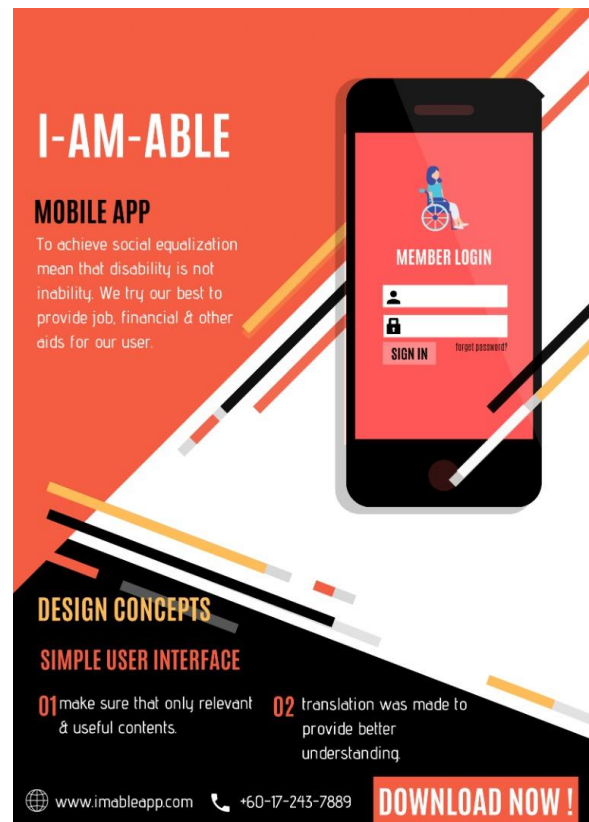 I-AM-ABLE
MOBILE APP
To achieve social equalization
mean that disability is not
inability. We try our best to
provide job, financial & other
aids for our user.
MEMBER LOGIN
SIGN IN
forget password?
DESIGN CONCEPTS
SIMPLE USER INTERFACE
01 make sure that only relevant
& useful contents.
02 translation was made to
provide better
understanding.
www.imableapp.com
+60-17-243-7889
DOWNLOAD NOW !